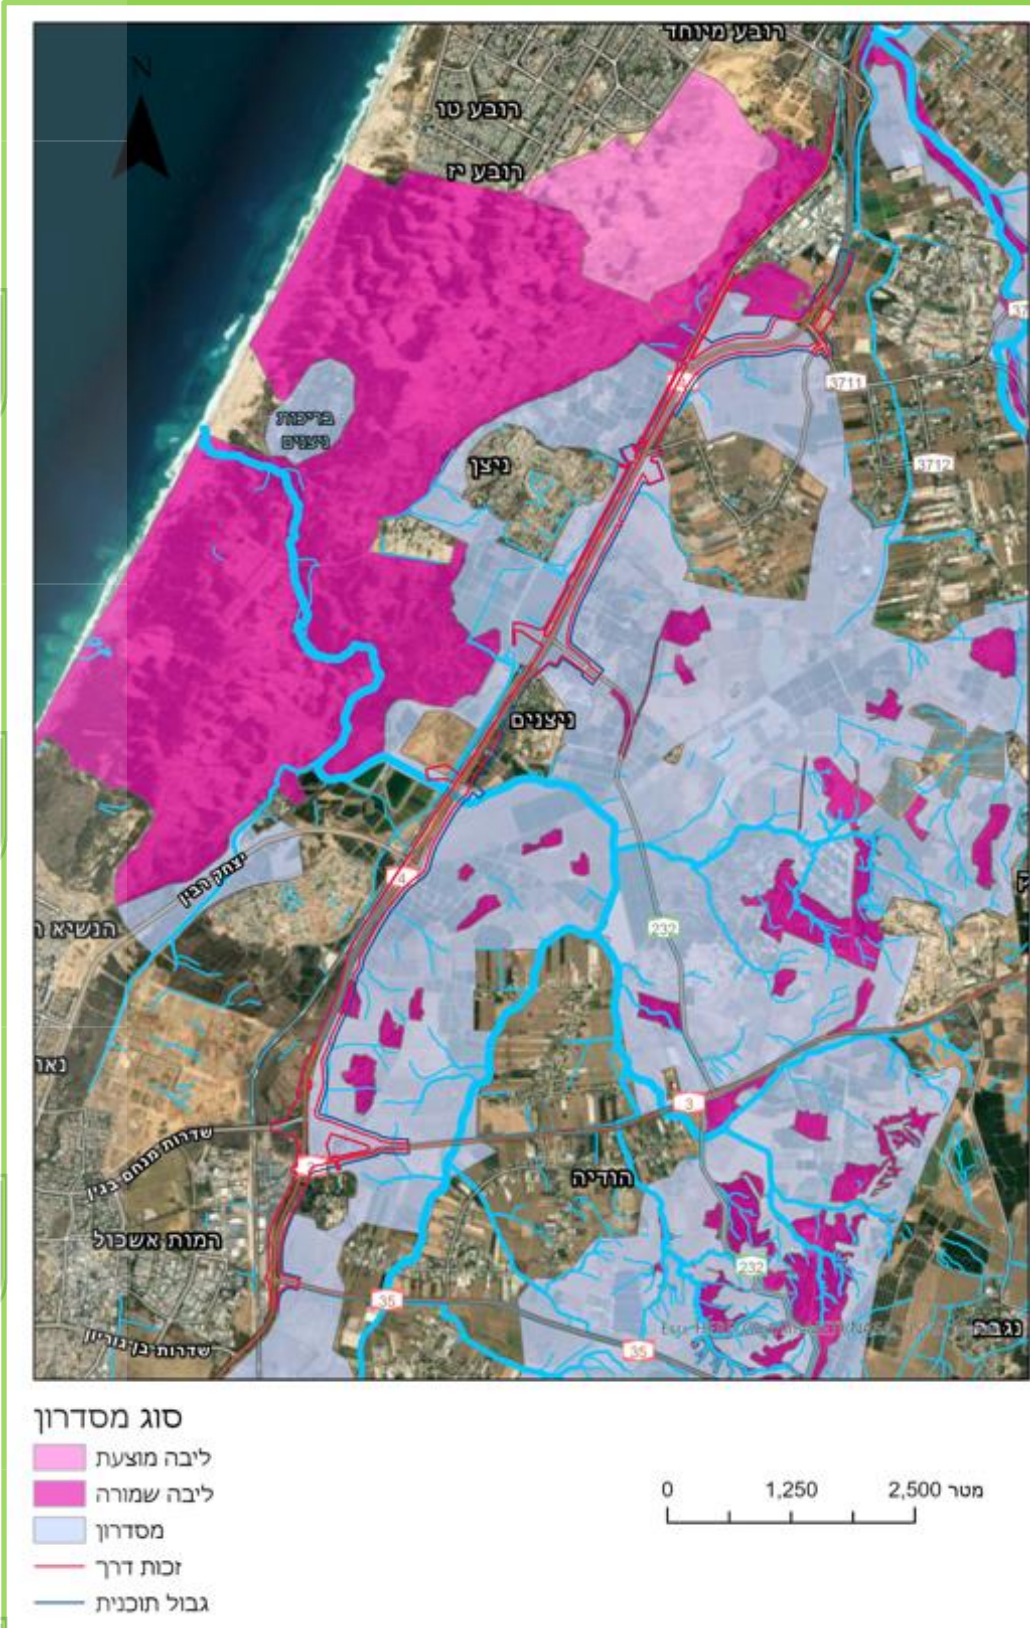 רובע מיוחד
N
רובע טו
רובע יז
3711
בריכות
ניצנים
ניצן
3712
ניצנים
יצחק רבין
4
הנשיא
232
3
שדרות מנחם בגין
הודיה
רמות אשכול
232
35
נגבה
שדרות בן גוריון
35
סוג מסדרון
ליבה מוצעת
ליבה שמורה
מסדרון
זכות דרך
גבול תוכנית
0 1,250 2,500 מטר